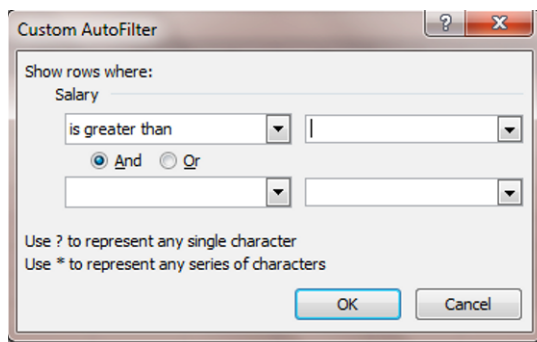 Custom AutoFilter
?
X
Show rows where:
Salary
is greater than
And Or
Use ? to represent any single character
Use * to represent any series of characters
OK Cancel